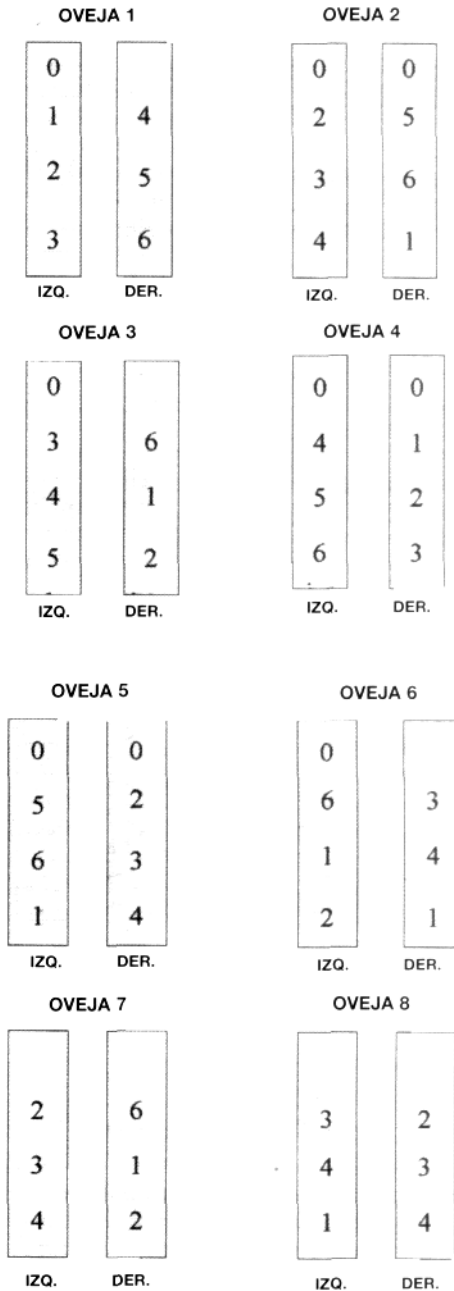 OVEJA 1 OVEJA 2
0 0 0
1 4 2 5
2 5 3 6
3 6 4 1
IZQ. DER. IZQ. DER.
OVEJA 3 OVEJA 4
0 0 0
3 6 4 1
4 1 5 2
5 2 6 3
IZQ. DER. IZQ. DER.
OVEJA 5 OVEJA 6
0 0 0
5 2 6 3
6 3 1 4
1 4 2 1
IZQ. DER. IZQ. DER.
OVEJA 7 OVEJA 8
2 6 3 2
3 1 4 3
4 2 1 4
IZQ. DER. IZQ. DER.